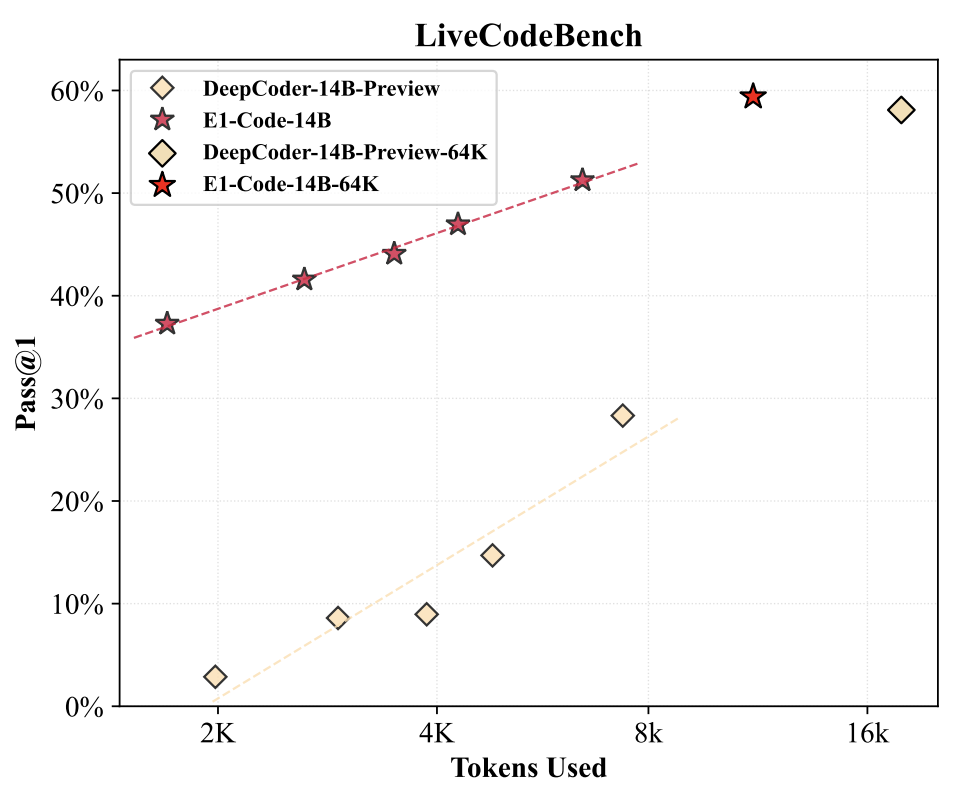 LiveCodeBench
DeepCoder-14B-Preview
E1-Code-14B
DeepCoder-14B-Preview-64K
E1-Code-14B-64K
60%
50%
40%
30%
20%
10%
0%
Pass@1
2K
4K
8k
16k
Tokens Used